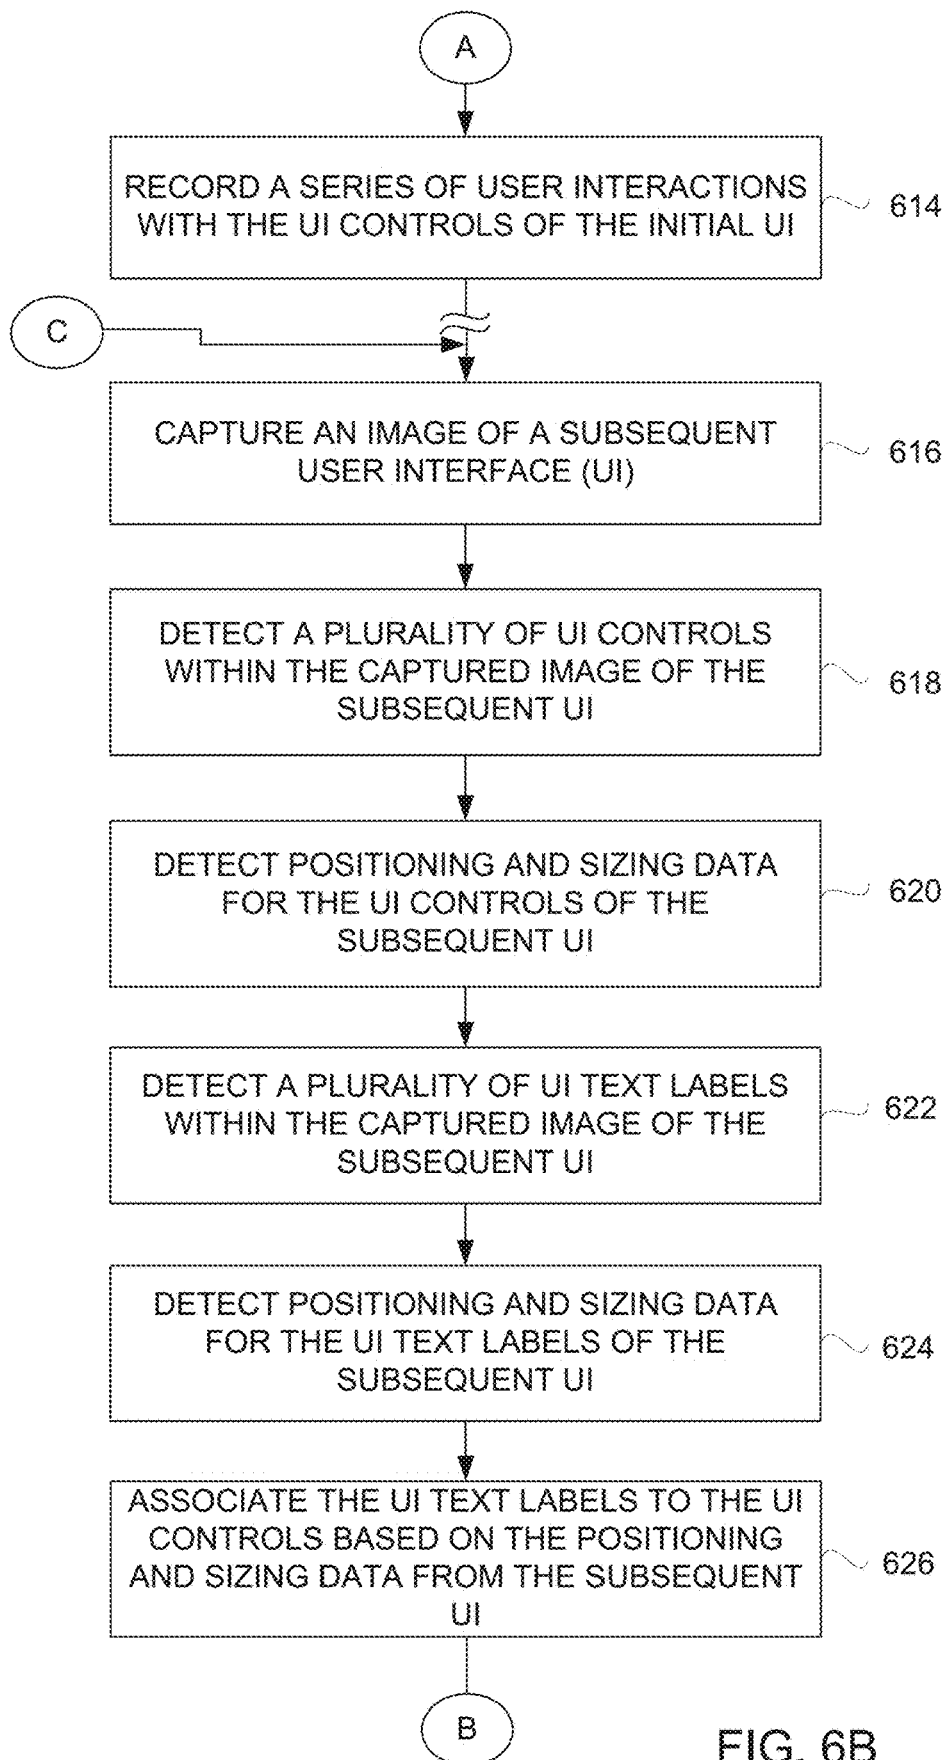 A
RECORD A SERIES OF USER INTERACTIONS
WITH THE UI CONTROLS OF THE INITIAL UI
614
C
CAPTURE AN IMAGE OF A SUBSEQUENT
USER INTERFACE (UI)
616
DETECT A PLURALITY OF UI CONTROLS
WITHIN THE CAPTURED IMAGE OF THE
SUBSEQUENT UI
618
DETECT POSITIONING AND SIZING DATA
FOR THE UI CONTROLS OF THE
SUBSEQUENT UI
620
DETECT A PLURALITY OF UI TEXT LABELS
WITHIN THE CAPTURED IMAGE OF THE
SUBSEQUENT UI
622
DETECT POSITIONING AND SIZING DATA
FOR THE UI TEXT LABELS OF THE
SUBSEQUENT UI
624
ASSOCIATE THE UI TEXT LABELS TO THE UI
CONTROLS BASED ON THE POSITIONING
AND SIZING DATA FROM THE SUBSEQUENT
UI
626
B
FIG. 6B